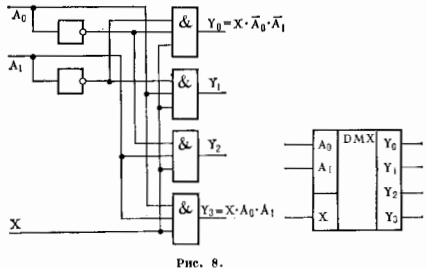 A₀
&
Y₀=X·Ā₀·Ā₁
A₁
&
Y₁
&
Y₂
&
Y₃=X·A₀·A₁
X
DMX
A₀
A₁
X
Y₀
Y₁
Y₂
Y₃
Рис. 8.